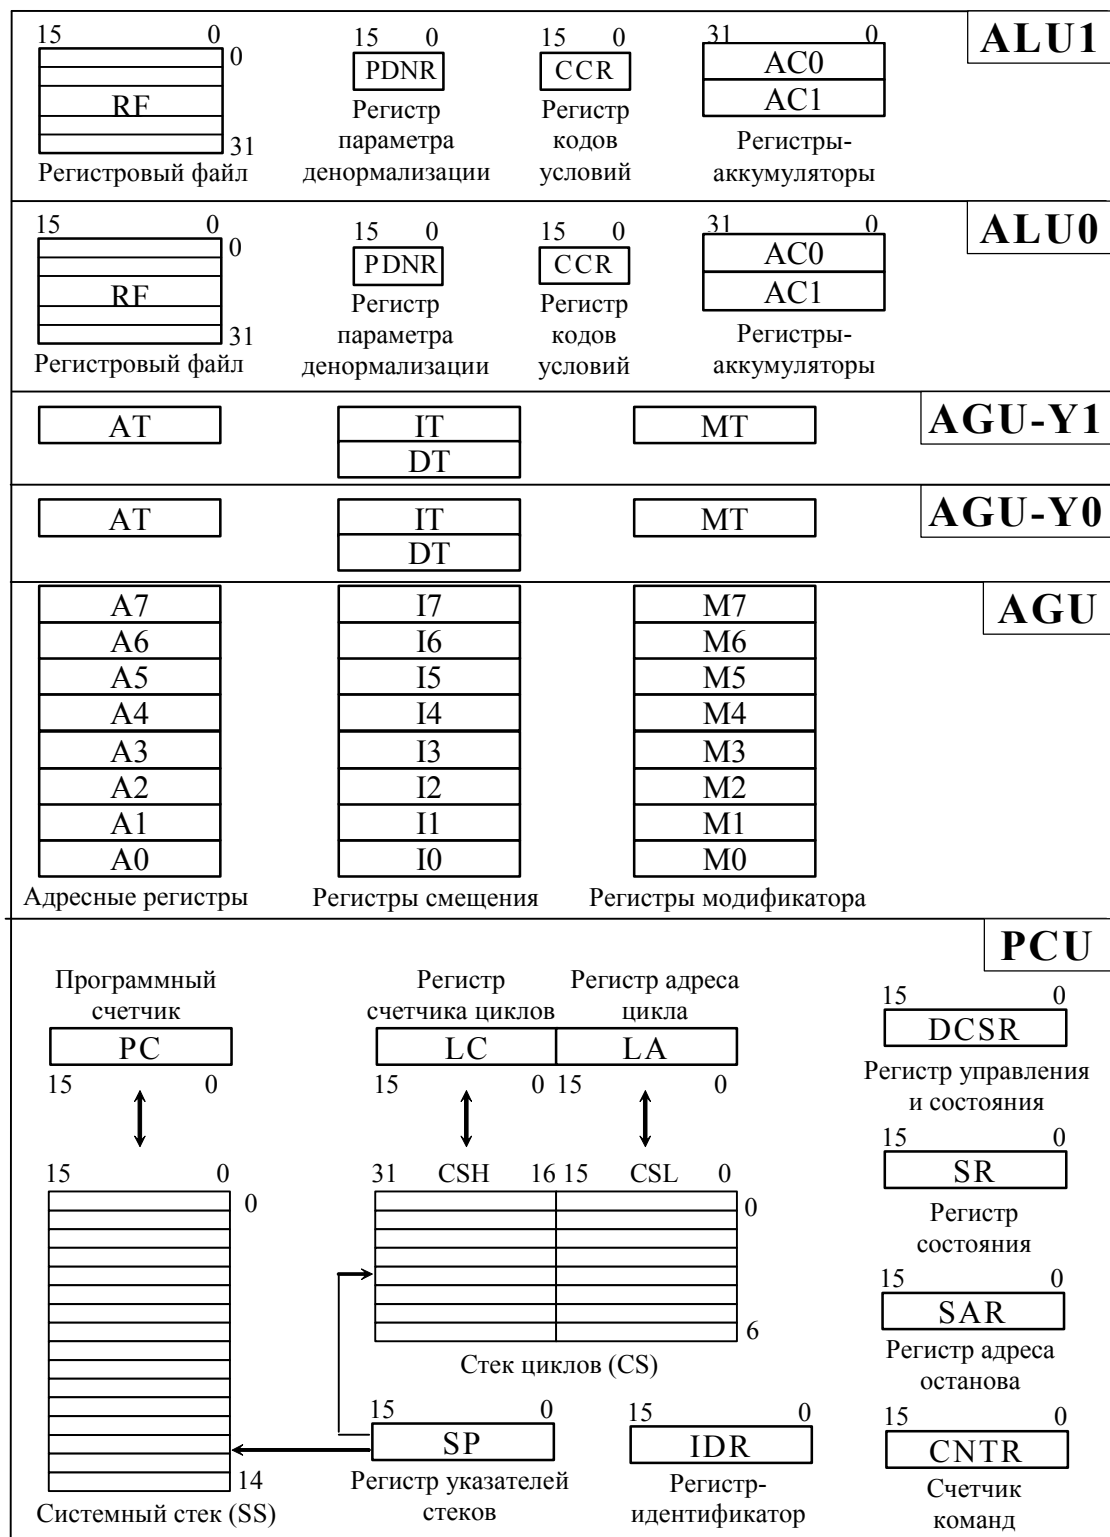 15 0 15 0 15 0 31 0 ALU1
0
RF PDNR CCR AC0
AC1
31
Регистровый файл
Регистр
параметра
денормализации
Регистр
кодов
условий
Регистры-
аккумуляторы
15 0 15 0 15 0 31 0 ALU0
0
RF PDNR CCR AC0
AC1
31
Регистровый файл
Регистр
параметра
денормализации
Регистр
кодов
условий
Регистры-
аккумуляторы
AT IT MT AGU-Y1
DT
AT IT MT AGU-Y0
DT
A7 I7 M7 AGU
A6 I6 M6
A5 I5 M5
A4 I4 M4
A3 I3 M3
A2 I2 M2
A1 I1 M1
A0 I0 M0
Адресные регистры Регистры смещения Регистры модификатора
PCU
Программный
счетчик
PC
15 0
Регистр
счетчика циклов
LC
15 0
Регистр адреса
цикла
LA
15 0
15 0
DCSR
Регистр управления
и состояния
15 0
0
14
Системный стек (SS)
31 CSH 16 15 CSL 0
0
6
Стек циклов (CS)
15 0
SR
Регистр
состояния
15 0
SAR
Регистр адреса
останова
15 0
SP
Регистр указателей
стеков
15 0
IDR
Регистр-
идентификатор
15 0
CNTR
Счетчик
команд